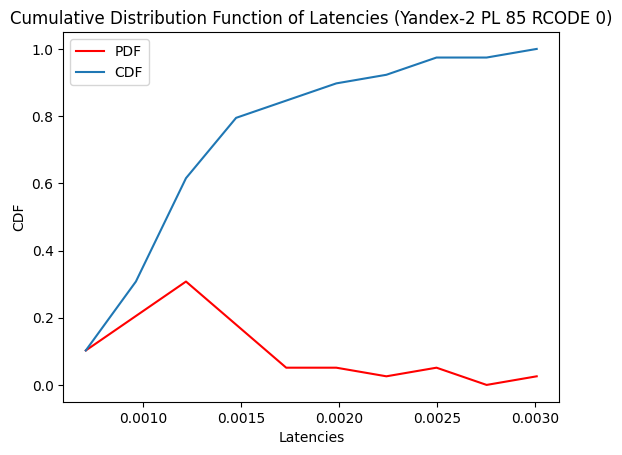 Cumulative Distribution Function of Latencies (Yandex-2 PL 85 RCODE 0)
PDF
CDF
1.0
0.8
0.6
0.4
0.2
0.0
CDF
0.0010 0.0015 0.0020 0.0025 0.0030
Latencies